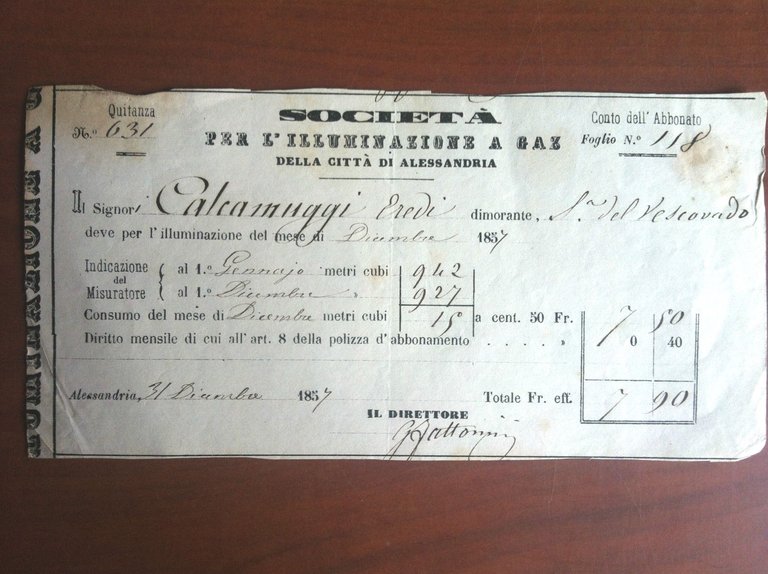 Quitanza
N.º 631
SOCIETÀ
PER L'ILLUMINAZIONE A GAZ
DELLA CITTÀ DI ALESSANDRIA
Conto dell'Abbonato
Foglio N.º 118
Il Signori Calcamuggi Eredi dimorante, S.ª del Vescovado
deve per l'illuminazione del mese di Dicembre 1857
Indicazione del Misuratore { al 1.º Gennajo metri cubi 942
al 1.º Dicembre » 927
Consumo del mese di Dicembre metri cubi 15 a cent. 50 Fr. 7 50
Diritto mensile di cui all'art. 8 della polizza d'abbonamento . . . . . » 0 40
Alessandria, 31 Dicembre 1857 Totale Fr. eff. 7 90
IL DIRETTORE